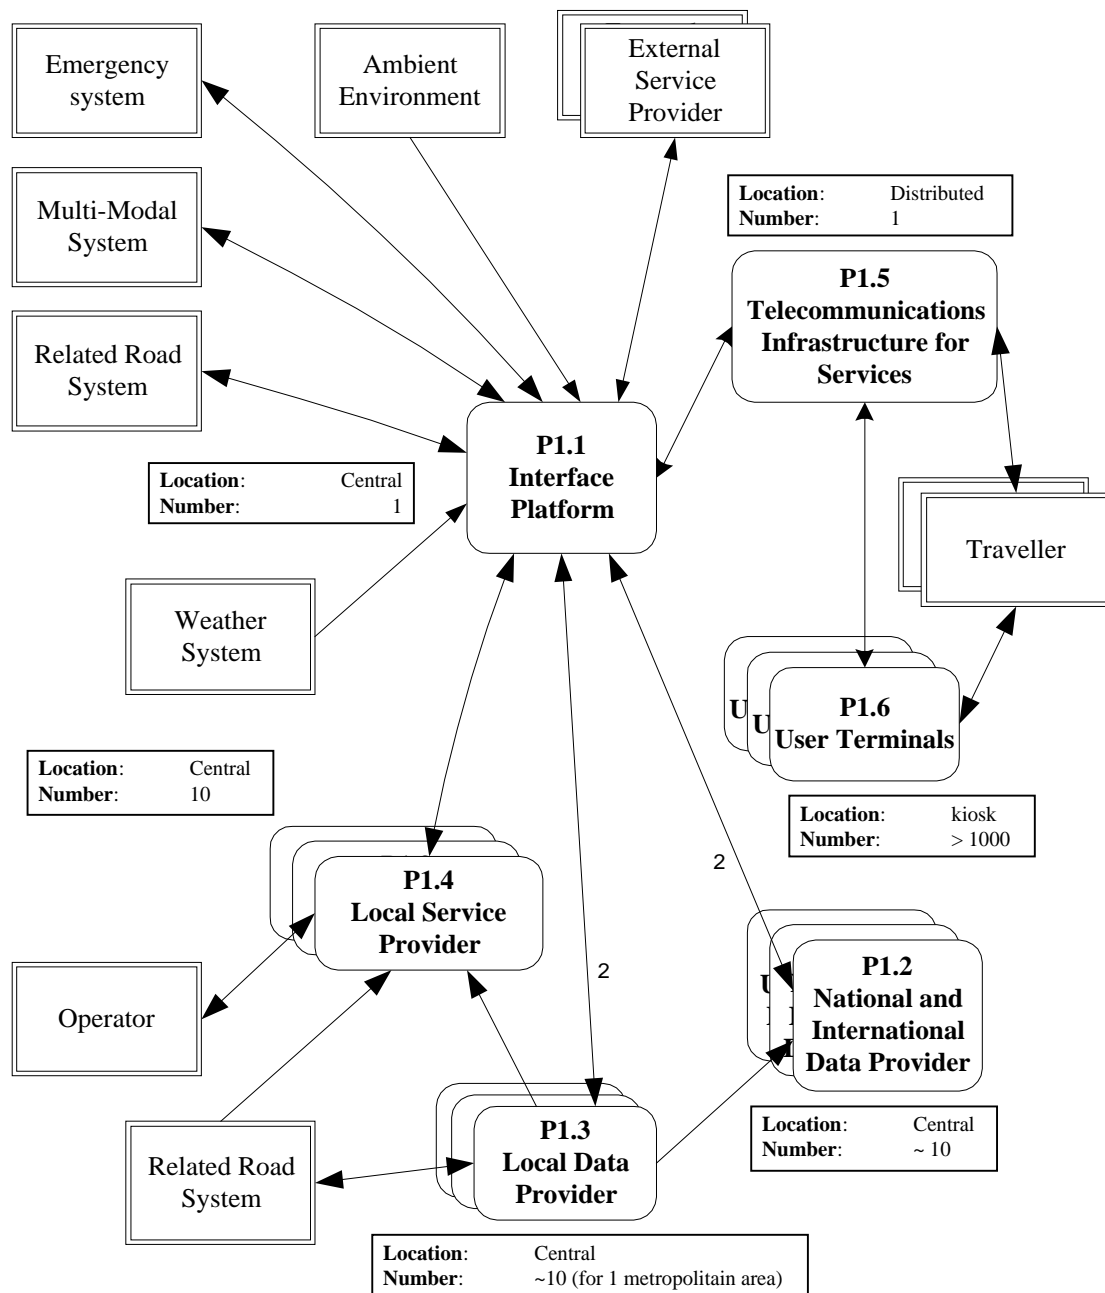 Emergency
system
Ambient
Environment
External
Service
Provider
Multi-Modal
System
Location: Distributed
Number: 1
Related Road
System
P1.5
Telecommunications
Infrastructure for
Services
P1.1
Interface
Platform
Location: Central
Number: 1
Traveller
Weather
System
U
U
P1.6
User Terminals
Location: Central
Number: 10
Location: kiosk
Number: > 1000
2
P1.4
Local Service
Provider
2
P1.2
National and
International
Data Provider
Operator
P1.3
Local Data
Provider
Location: Central
Number: ~ 10
Related Road
System
Location: Central
Number: ~10 (for 1 metropolitain area)